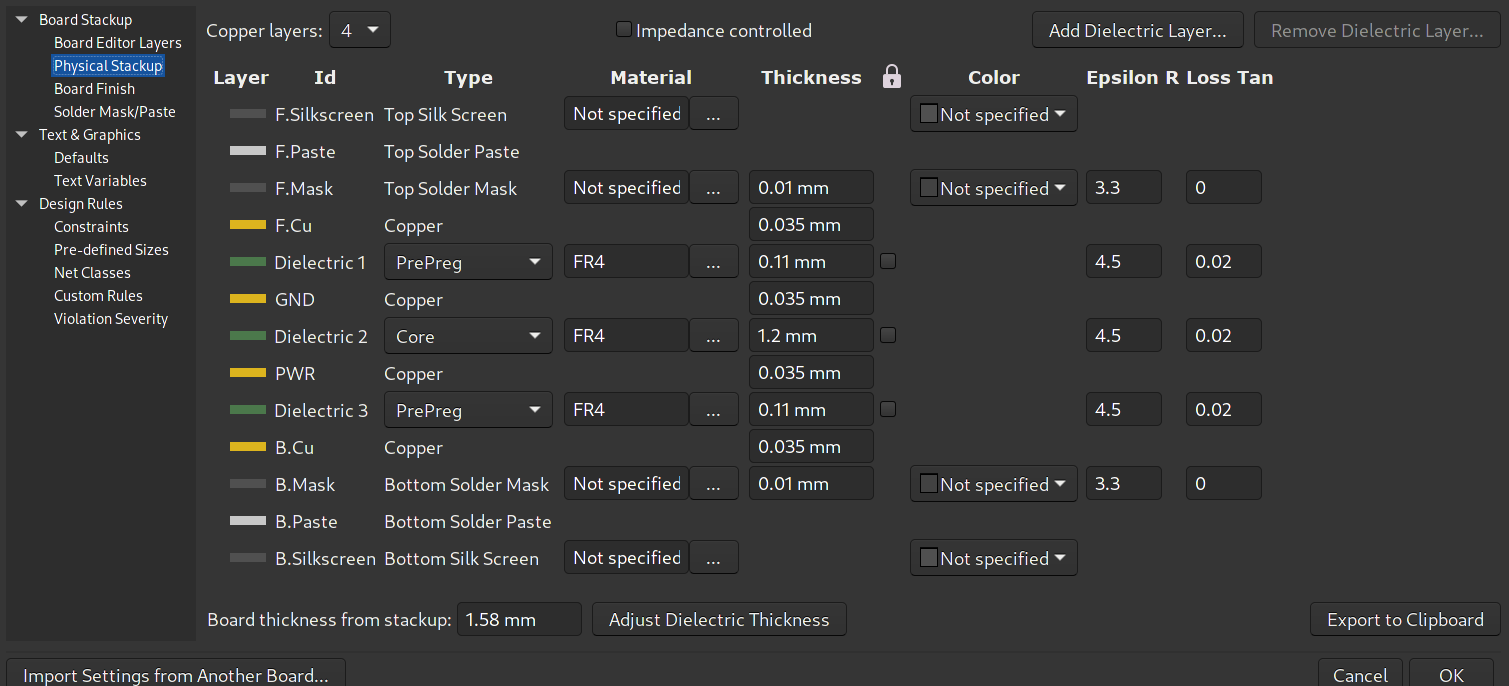 Board Stackup
Board Editor Layers
Physical Stackup
Board Finish
Solder Mask/Paste
Text & Graphics
Defaults
Text Variables
Design Rules
Constraints
Pre-defined Sizes
Net Classes
Custom Rules
Violation Severity
Copper layers: 4 Impedance controlled Add Dielectric Layer... Remove Dielectric Layer...
Layer Id Type Material Thickness Color Epsilon R Loss Tan
F.Silkscreen Top Silk Screen Not specified ... Not specified
F.Paste Top Solder Paste
F.Mask Top Solder Mask Not specified ... 0.01 mm Not specified 3.3 0
F.Cu Copper 0.035 mm
Dielectric 1 PrePreg FR4 ... 0.11 mm 4.5 0.02
GND Copper 0.035 mm
Dielectric 2 Core FR4 ... 1.2 mm 4.5 0.02
PWR Copper 0.035 mm
Dielectric 3 PrePreg FR4 ... 0.11 mm 4.5 0.02
B.Cu Copper 0.035 mm
B.Mask Bottom Solder Mask Not specified ... 0.01 mm Not specified 3.3 0
B.Paste Bottom Solder Paste
B.Silkscreen Bottom Silk Screen Not specified ... Not specified
Board thickness from stackup: 1.58 mm Adjust Dielectric Thickness Export to Clipboard
Import Settings from Another Board... Cancel OK